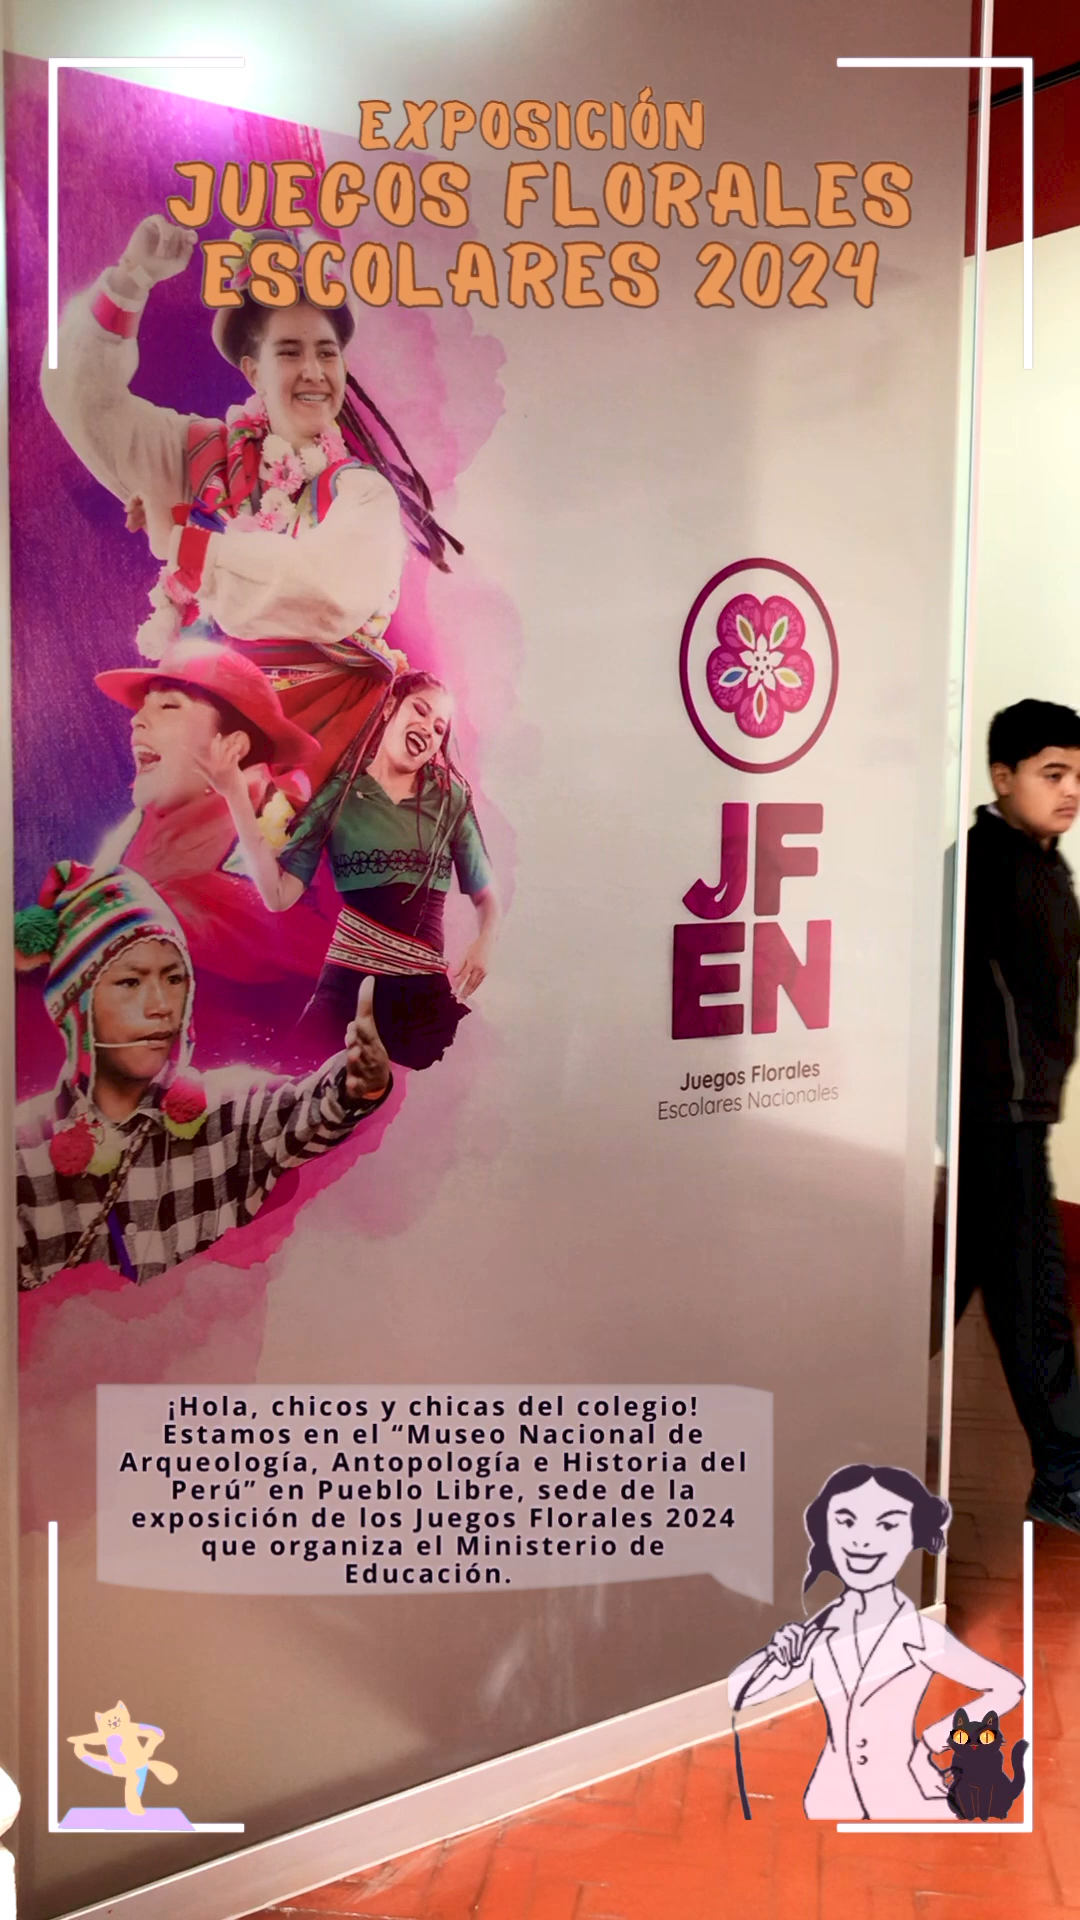 EXPOSICIÓN
JUEGOS FLORALES
ESCOLARES 2024
JF
EN
Juegos Florales
Escolares Nacionales
¡Hola, chicos y chicas del colegio!
Estamos en el “Museo Nacional de
Arqueología, Antopología e Historia del
Perú” en Pueblo Libre, sede de la
exposición de los Juegos Florales 2024
que organiza el Ministerio de
Educación.